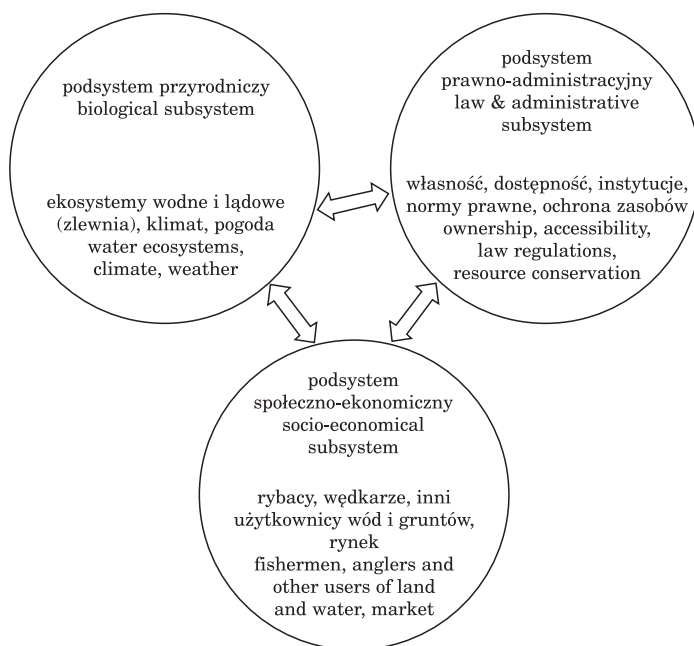 podsystem przyrodniczy
biological subsystem
ekosystemy wodne i lądowe
(zlewnia), klimat, pogoda
water ecosystems,
climate, weather
podsystem
prawno-administracyjny
law & administrative
subsystem
własność, dostępność, instytucje,
normy prawne, ochrona zasobów
ownership, accessibility,
law regulations,
resource conservation
podsystem
społeczno-ekonomiczny
socio-economical
subsystem
rybacy, wędkarze, inni
użytkownicy wód i gruntów,
rynek
fishermen, anglers and
other users of land
and water, market